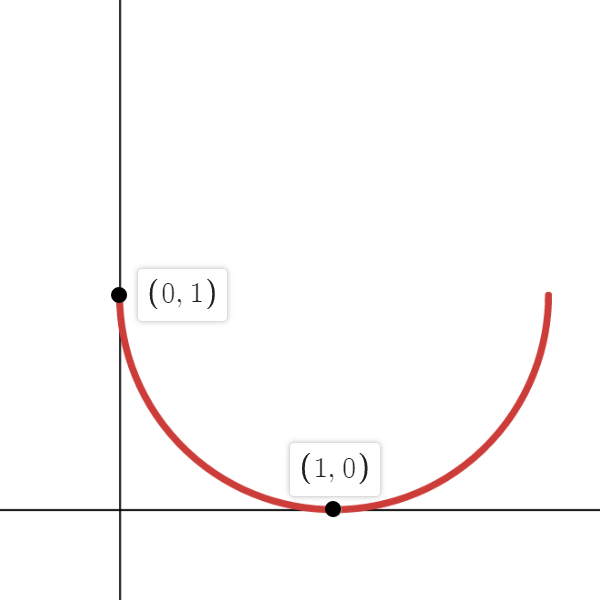 (0, 1)
(1, 0)